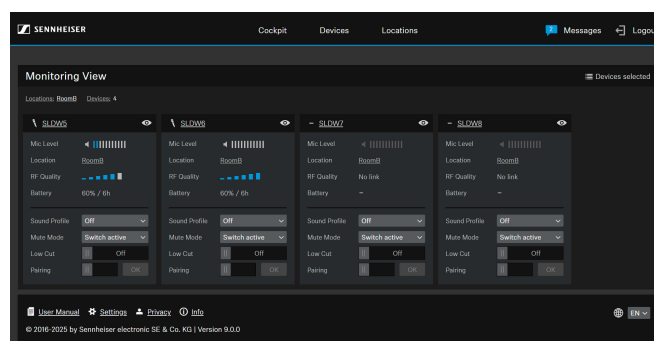 SENNHEISER Cockpit Devices Locations 2 Messages Logou
Monitoring View Devices selected
Locations: RoomB Devices: 4
SLDW5 SLDW6 – SLDW7 – SLDW8
Mic Level Mic Level Mic Level Mic Level
Location RoomB Location RoomB Location RoomB Location RoomB
RF Quality RF Quality RF Quality No link RF Quality No link
Battery 60% / 6h Battery 60% / 6h Battery – Battery –
Sound Profile Off Sound Profile Off Sound Profile Off Sound Profile Off
Mute Mode Switch active Mute Mode Switch active Mute Mode Switch active Mute Mode Switch active
Low Cut Off Low Cut Off Low Cut Off Low Cut Off
Pairing OK Pairing OK Pairing OK Pairing OK
User Manual Settings Privacy Info EN
© 2016-2025 by Sennheiser electronic SE & Co. KG | Version 9.0.0